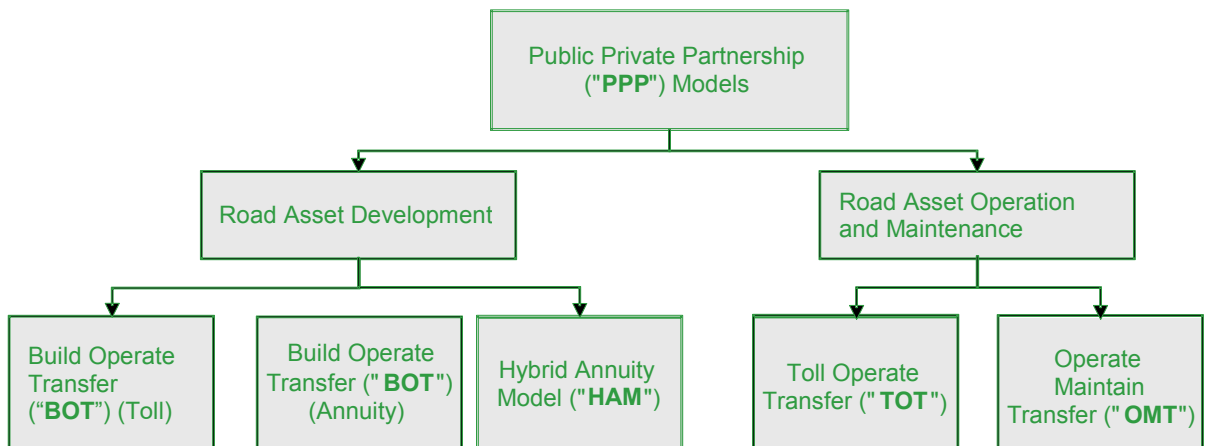 Public Private Partnership
("PPP") Models
Road Asset Development
Road Asset Operation
and Maintenance
Build Operate
Transfer
(“BOT”) (Toll)
Build Operate
Transfer (" BOT")
(Annuity)
Hybrid Annuity
Model ("HAM")
Toll Operate
Transfer (" TOT")
Operate
Maintain
Transfer (" OMT")